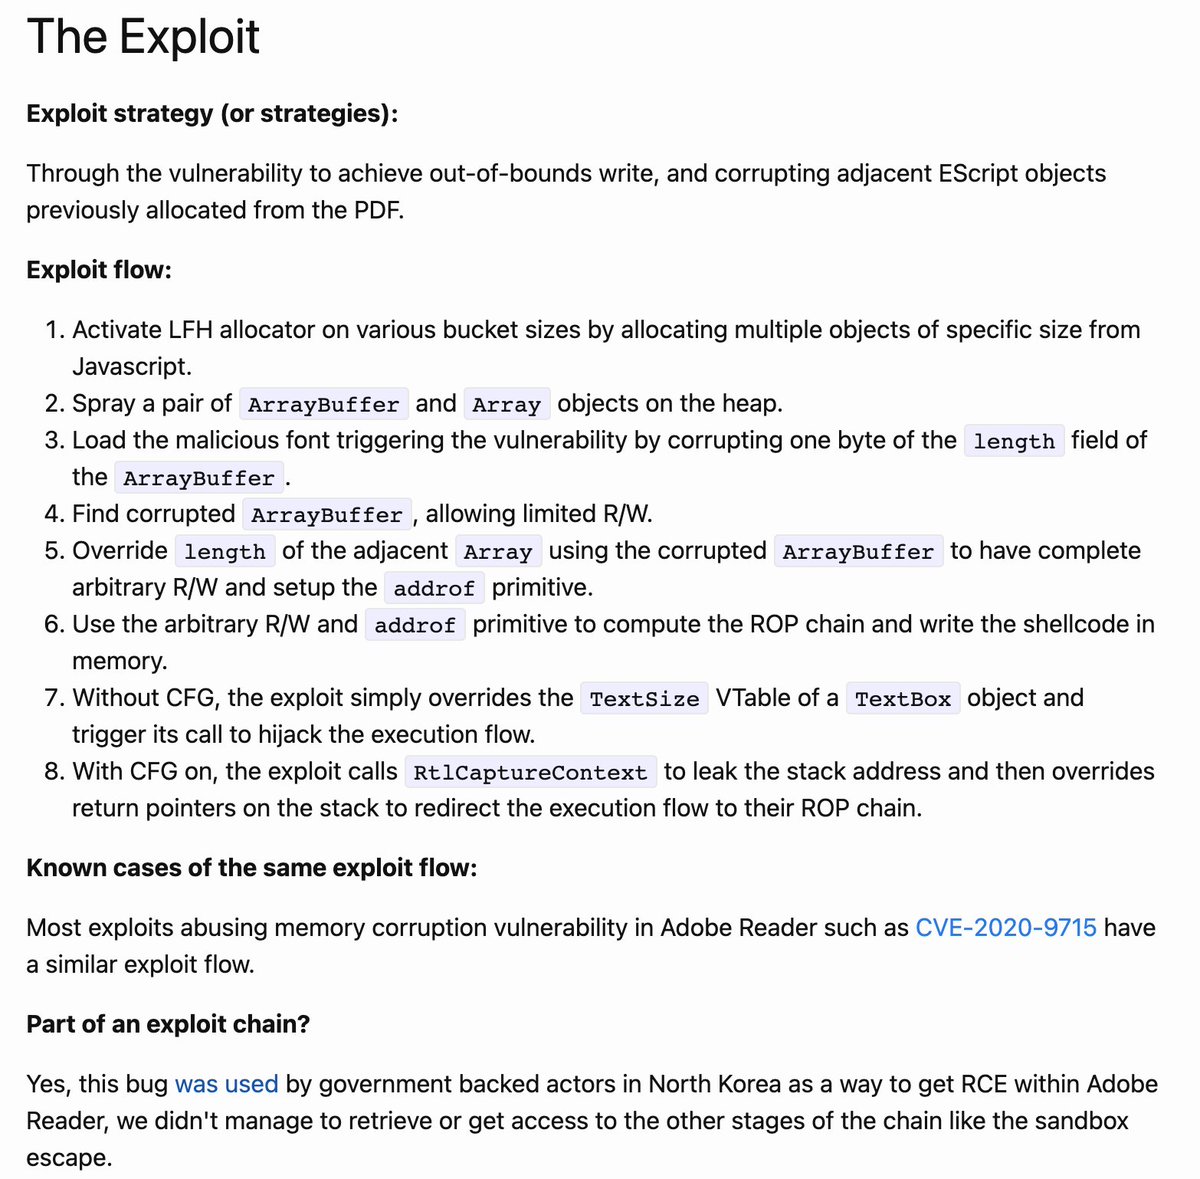 The Exploit
Exploit strategy (or strategies):
Through the vulnerability to achieve out-of-bounds write, and corrupting adjacent EScript objects
previously allocated from the PDF.
Exploit flow:
1. Activate LFH allocator on various bucket sizes by allocating multiple objects of specific size from
Javascript.
2. Spray a pair of ArrayBuffer and Array objects on the heap.
3. Load the malicious font triggering the vulnerability by corrupting one byte of the length field of
the ArrayBuffer.
4. Find corrupted ArrayBuffer, allowing limited R/W.
5. Override length of the adjacent Array using the corrupted ArrayBuffer to have complete
arbitrary R/W and setup the addrof primitive.
6. Use the arbitrary R/W and addrof primitive to compute the ROP chain and write the shellcode in
memory.
7. Without CFG, the exploit simply overrides the TextSize VTable of a TextBox object and
trigger its call to hijack the execution flow.
8. With CFG on, the exploit calls RtlCaptureContext to leak the stack address and then overrides
return pointers on the stack to redirect the execution flow to their ROP chain.
Known cases of the same exploit flow:
Most exploits abusing memory corruption vulnerability in Adobe Reader such as CVE-2020-9715 have
a similar exploit flow.
Part of an exploit chain?
Yes, this bug was used by government backed actors in North Korea as a way to get RCE within Adobe
Reader, we didn't manage to retrieve or get access to the other stages of the chain like the sandbox
escape.